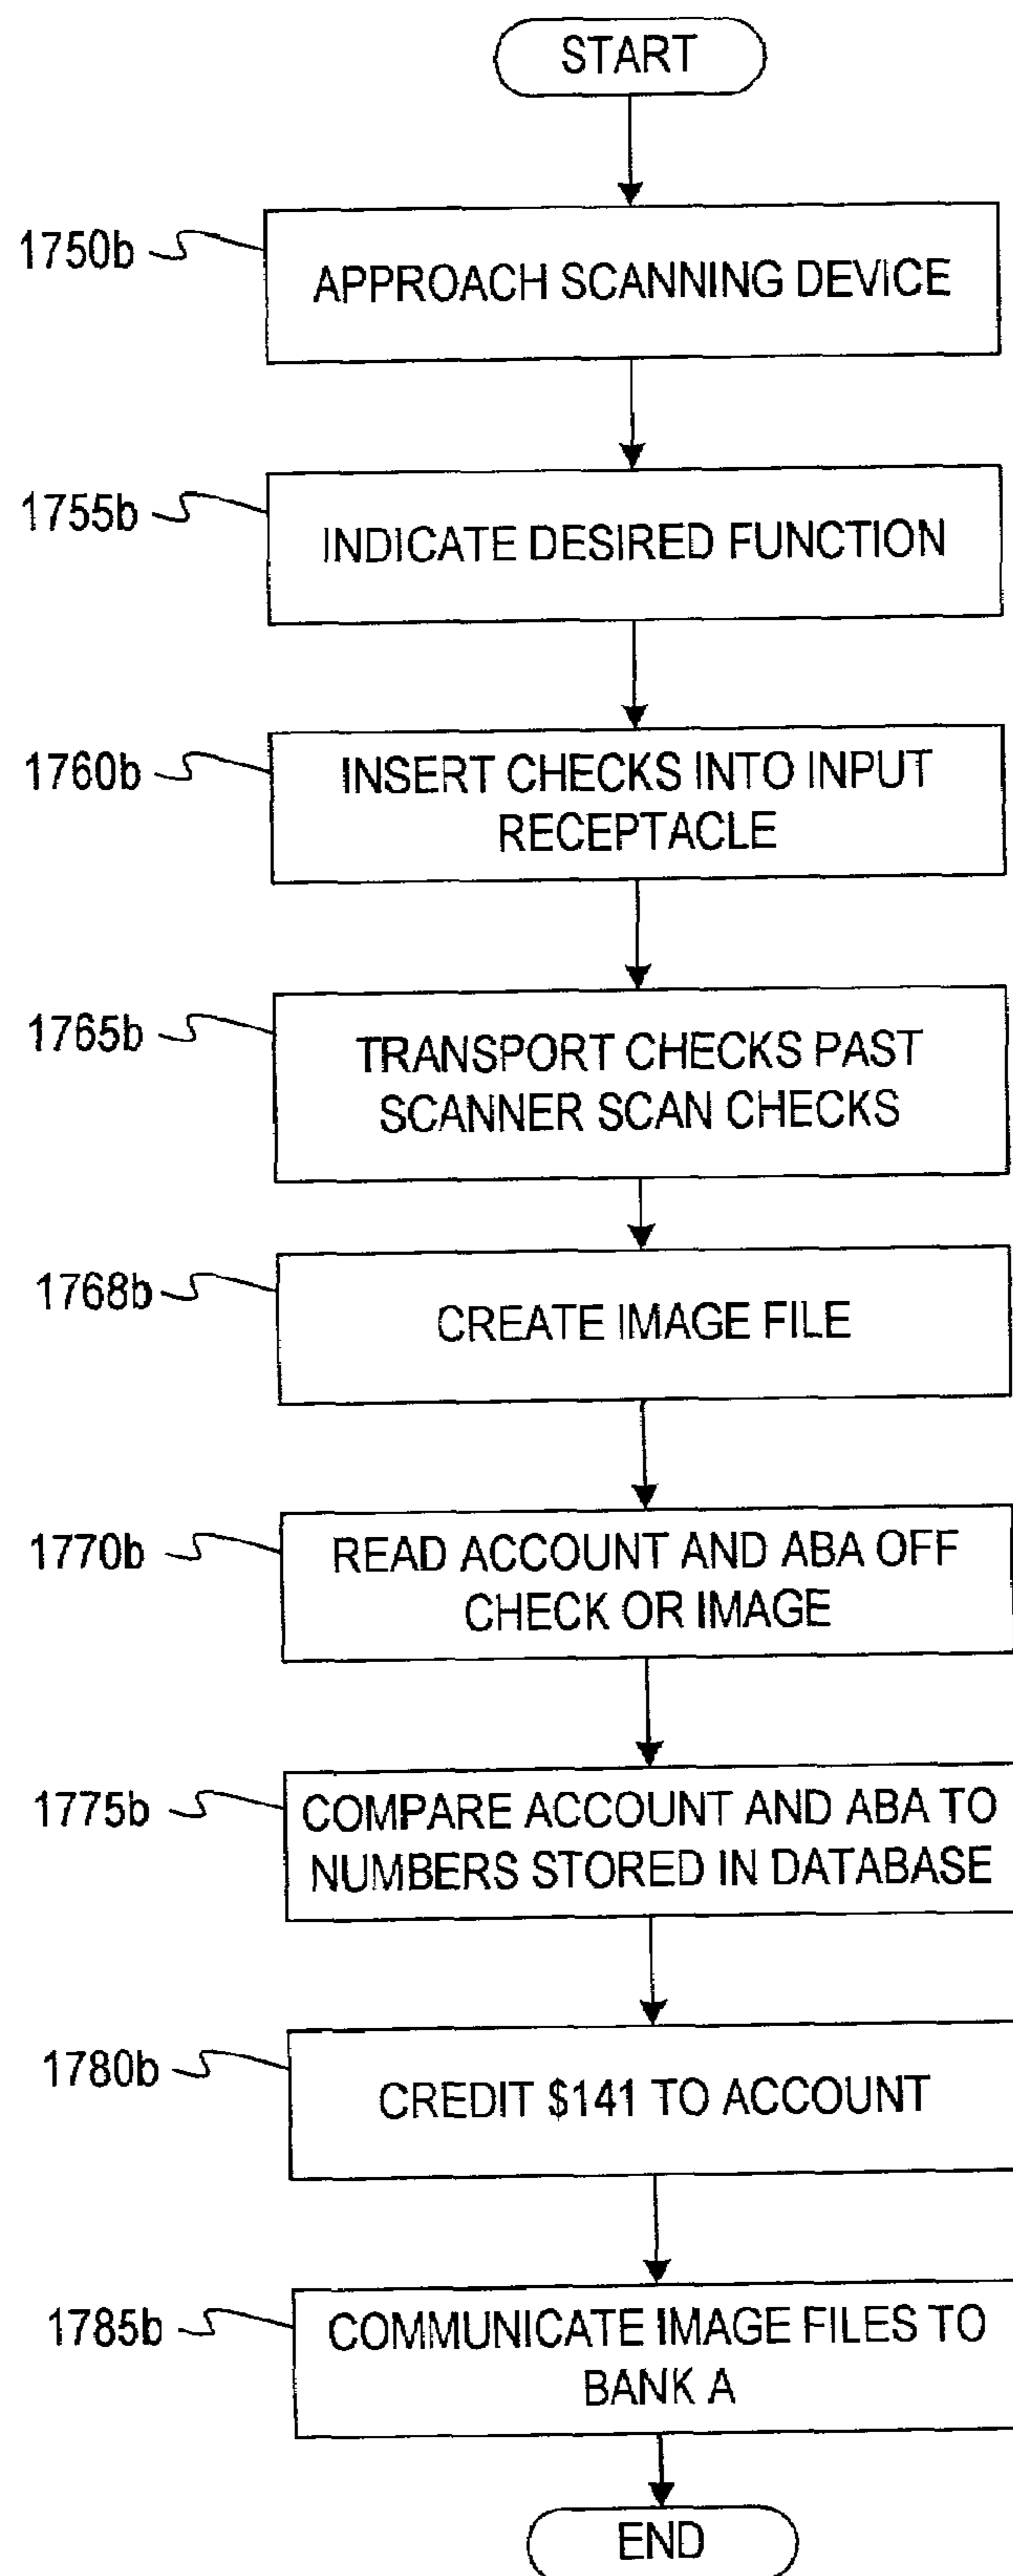 START
1750b
APPROACH SCANNING DEVICE
1755b
INDICATE DESIRED FUNCTION
1760b
INSERT CHECKS INTO INPUT
RECEPTACLE
1765b
TRANSPORT CHECKS PAST
SCANNER SCAN CHECKS
1768b
CREATE IMAGE FILE
1770b
READ ACCOUNT AND ABA OFF
CHECK OR IMAGE
1775b
COMPARE ACCOUNT AND ABA TO
NUMBERS STORED IN DATABASE
1780b
CREDIT $141 TO ACCOUNT
1785b
COMMUNICATE IMAGE FILES TO
BANK A
END